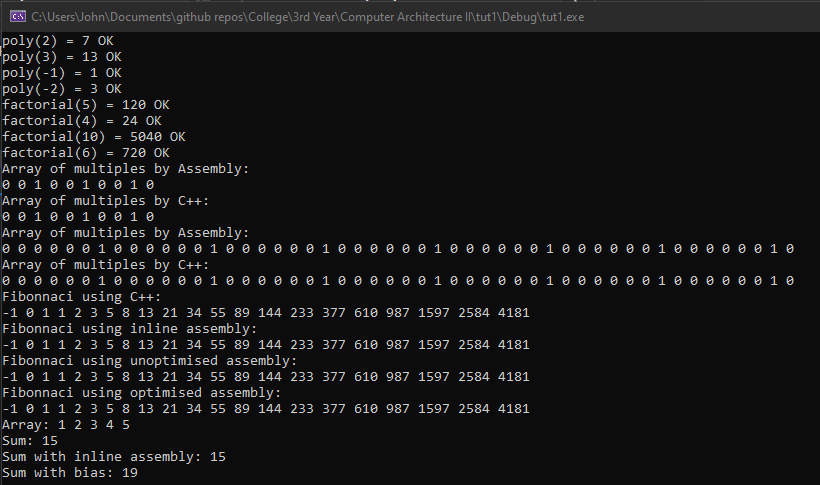 C:\Users\John\Documents\github repos\College\3rd Year\Computer Architecture II\tut1\Debug\tut1.exe
poly(2) = 7 OK
poly(3) = 13 OK
poly(-1) = 1 OK
poly(-2) = 3 OK
factorial(5) = 120 OK
factorial(4) = 24 OK
factorial(10) = 5040 OK
factorial(6) = 720 OK
Array of multiples by Assembly:
0 0 1 0 0 1 0 0 1 0
Array of multiples by C++:
0 0 1 0 0 1 0 0 1 0
Array of multiples by Assembly:
0 0 0 0 0 0 1 0 0 0 0 0 0 1 0 0 0 0 0 0 1 0 0 0 0 0 0 1 0 0 0 0 0 0 1 0 0 0 0 0 0 1 0 0 0 0 0 0 1 0
Array of multiples by C++:
0 0 0 0 0 0 1 0 0 0 0 0 0 1 0 0 0 0 0 0 1 0 0 0 0 0 0 1 0 0 0 0 0 0 1 0 0 0 0 0 0 1 0 0 0 0 0 0 1 0
Fibonnaci using C++:
-1 0 1 1 2 3 5 8 13 21 34 55 89 144 233 377 610 987 1597 2584 4181
Fibonnaci using inline assembly:
-1 0 1 1 2 3 5 8 13 21 34 55 89 144 233 377 610 987 1597 2584 4181
Fibonnaci using unoptimised assembly:
-1 0 1 1 2 3 5 8 13 21 34 55 89 144 233 377 610 987 1597 2584 4181
Fibonnaci using optimised assembly:
-1 0 1 1 2 3 5 8 13 21 34 55 89 144 233 377 610 987 1597 2584 4181
Array: 1 2 3 4 5
Sum: 15
Sum with inline assembly: 15
Sum with bias: 19